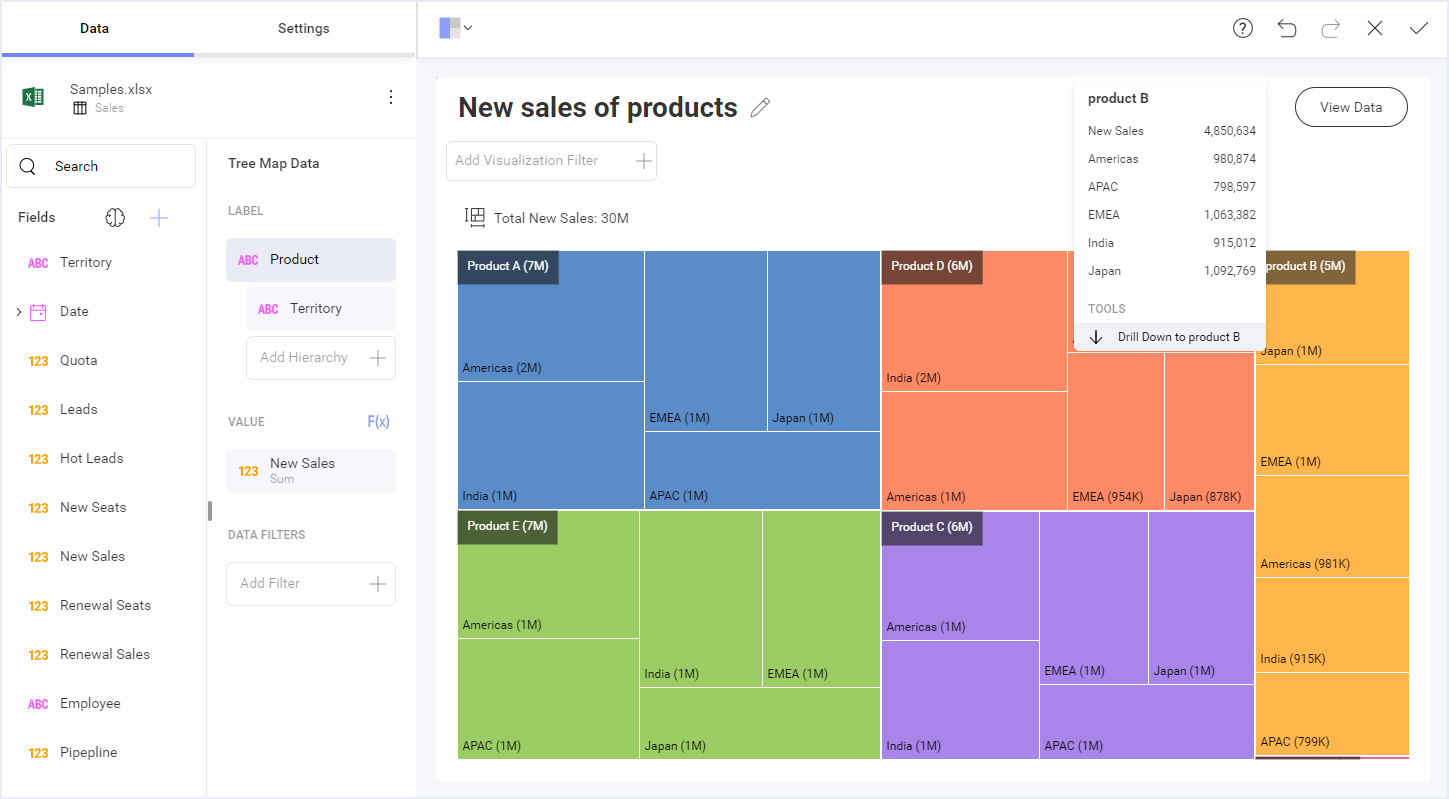 Data
Settings
Samples.xlsx
Sales
Search
Fields
ABC Territory
Date
123 Quota
123 Leads
123 Hot Leads
123 New Seats
123 New Sales
123 Renewal Seats
123 Renewal Sales
ABC Employee
123 Pipepline
Tree Map Data
LABEL
ABC Product
ABC Territory
Add Hierarchy
VALUE F(x)
123 New Sales
Sum
DATA FILTERS
Add Filter
New sales of products
View Data
Add Visualization Filter
Total New Sales: 30M
product B
New Sales 4,850,634
Americas 980,874
APAC 798,597
EMEA 1,063,382
India 915,012
Japan 1,092,769
TOOLS
Drill Down to product B
Product A (7M)
Americas (2M)
EMEA (1M)
Japan (1M)
India (1M)
APAC (1M)
Product D (6M)
India (2M)
Americas (1M)
EMEA (954K)
Japan (878K)
product B (5M)
Japan (1M)
EMEA (1M)
Americas (981K)
India (915K)
APAC (799K)
Product E (7M)
Americas (1M)
India (1M)
EMEA (1M)
APAC (1M)
Japan (1M)
Product C (6M)
Americas (1M)
EMEA (1M)
Japan (1M)
India (1M)
APAC (1M)